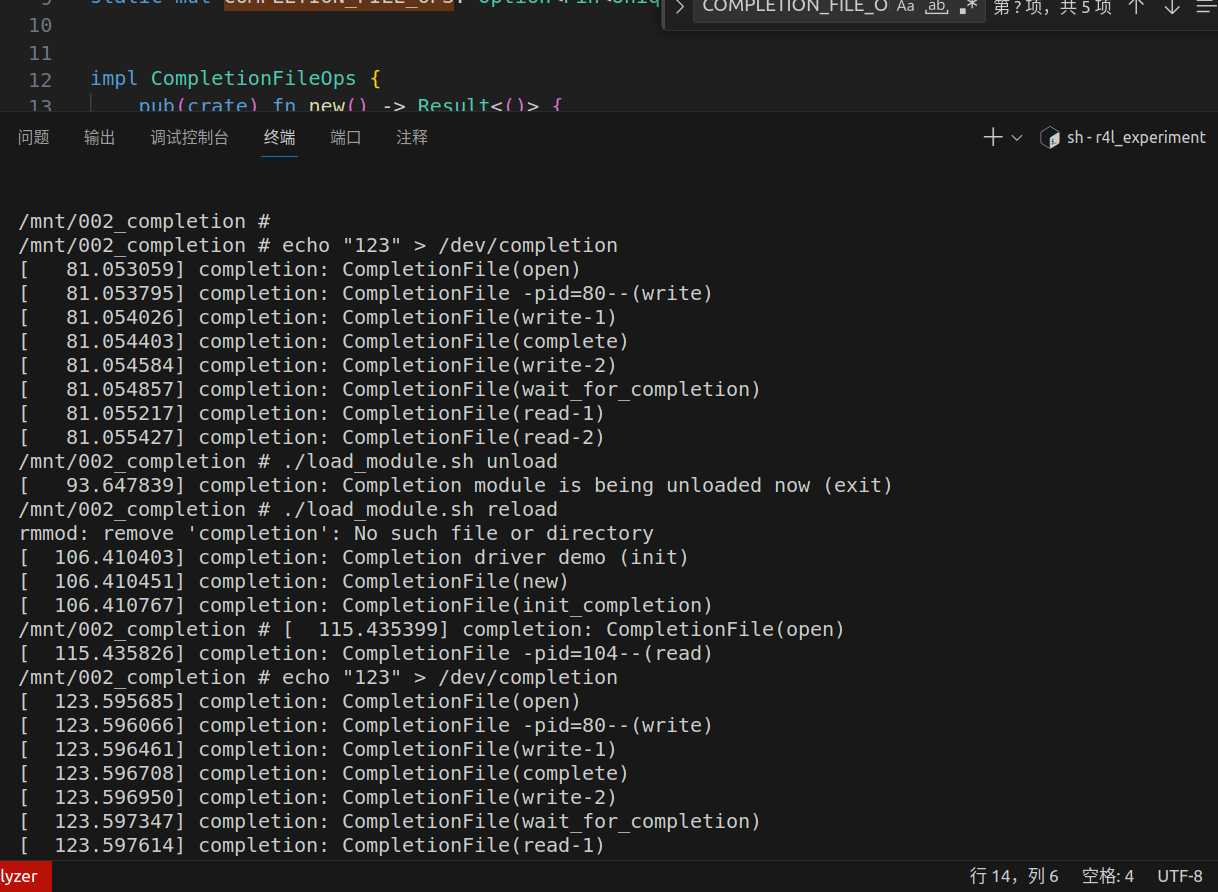 COMPLETION_FILE_O Aa ab .* 第?项，共 5 项
10
11
12 impl CompletionFileOps {
13 pub(crate) fn new() -> Result<()> {
问题 输出 调试控制台 终端 端口 注释 sh - r4l_experiment
/mnt/002_completion #
/mnt/002_completion # echo "123" > /dev/completion
[   81.053059] completion: CompletionFile(open)
[   81.053795] completion: CompletionFile -pid=80--(write)
[   81.054026] completion: CompletionFile(write-1)
[   81.054403] completion: CompletionFile(complete)
[   81.054584] completion: CompletionFile(write-2)
[   81.054857] completion: CompletionFile(wait_for_completion)
[   81.055217] completion: CompletionFile(read-1)
[   81.055427] completion: CompletionFile(read-2)
/mnt/002_completion # ./load_module.sh unload
[   93.647839] completion: Completion module is being unloaded now (exit)
/mnt/002_completion # ./load_module.sh reload
rmmod: remove 'completion': No such file or directory
[  106.410403] completion: Completion driver demo (init)
[  106.410451] completion: CompletionFile(new)
[  106.410767] completion: CompletionFile(init_completion)
/mnt/002_completion # [  115.435399] completion: CompletionFile(open)
[  115.435826] completion: CompletionFile -pid=104--(read)
/mnt/002_completion # echo "123" > /dev/completion
[  123.595685] completion: CompletionFile(open)
[  123.596066] completion: CompletionFile -pid=80--(write)
[  123.596461] completion: CompletionFile(write-1)
[  123.596708] completion: CompletionFile(complete)
[  123.596950] completion: CompletionFile(write-2)
[  123.597347] completion: CompletionFile(wait_for_completion)
[  123.597614] completion: CompletionFile(read-1)
lyzer 行 14，列 6 空格: 4 UTF-8